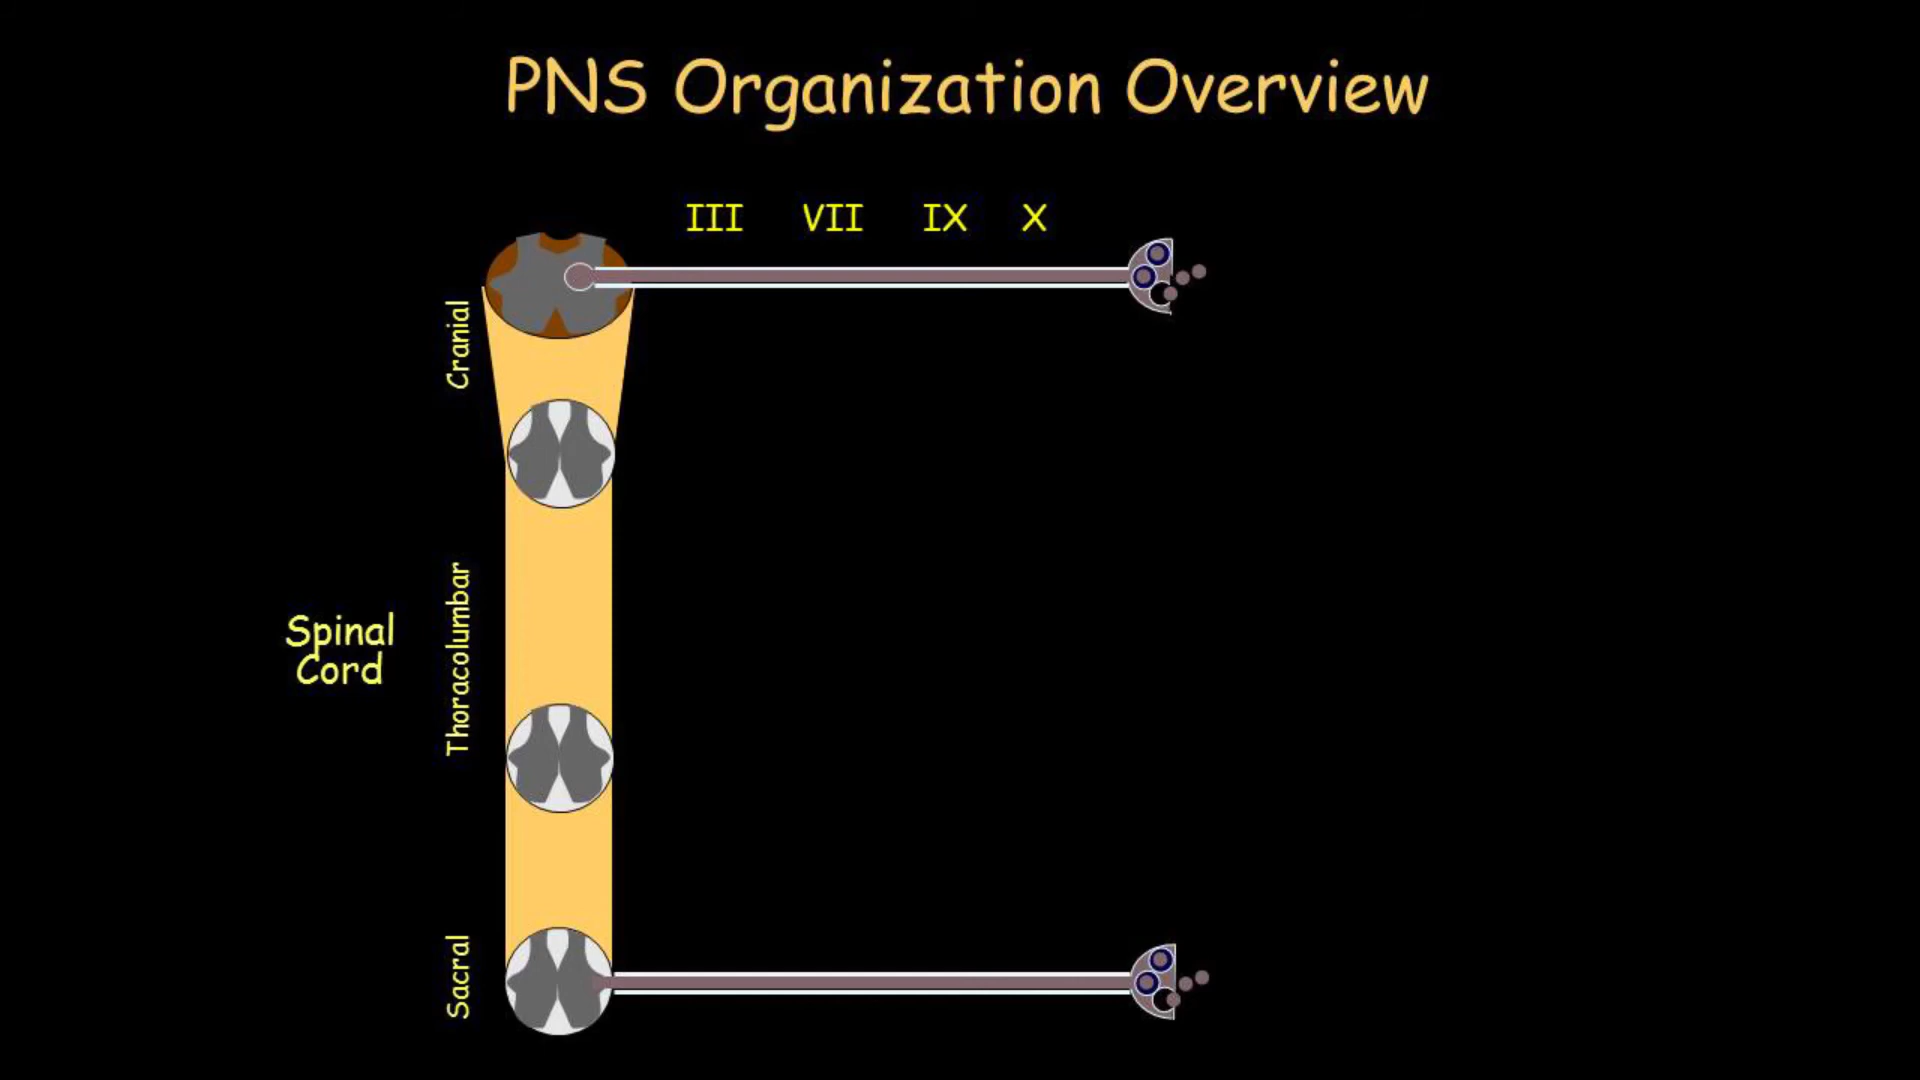 PNS Organization Overview
III VII IX X
Cranial
Thoracolumbar
Spinal
Cord
Sacral